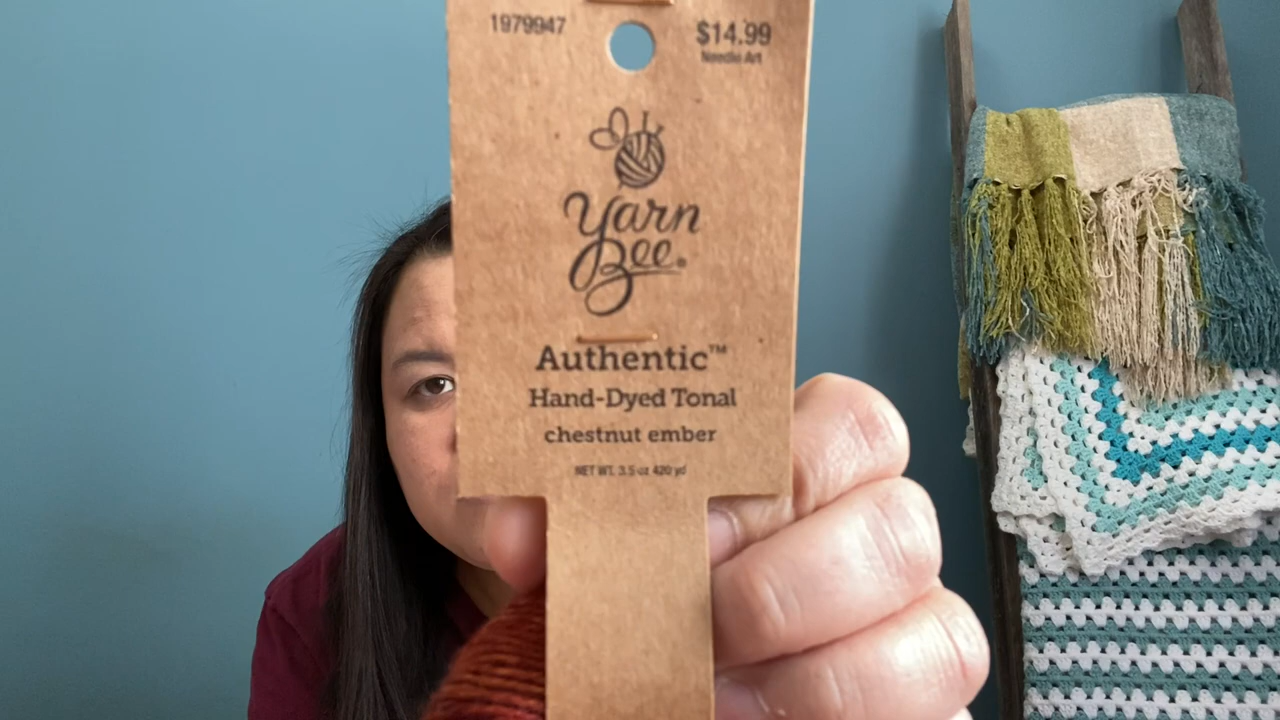 1979947
$14.99
Needle Art
Yarn
Bee®
Authentic™
Hand-Dyed Tonal
chestnut ember
NET WT. 3.5 oz 420 yd